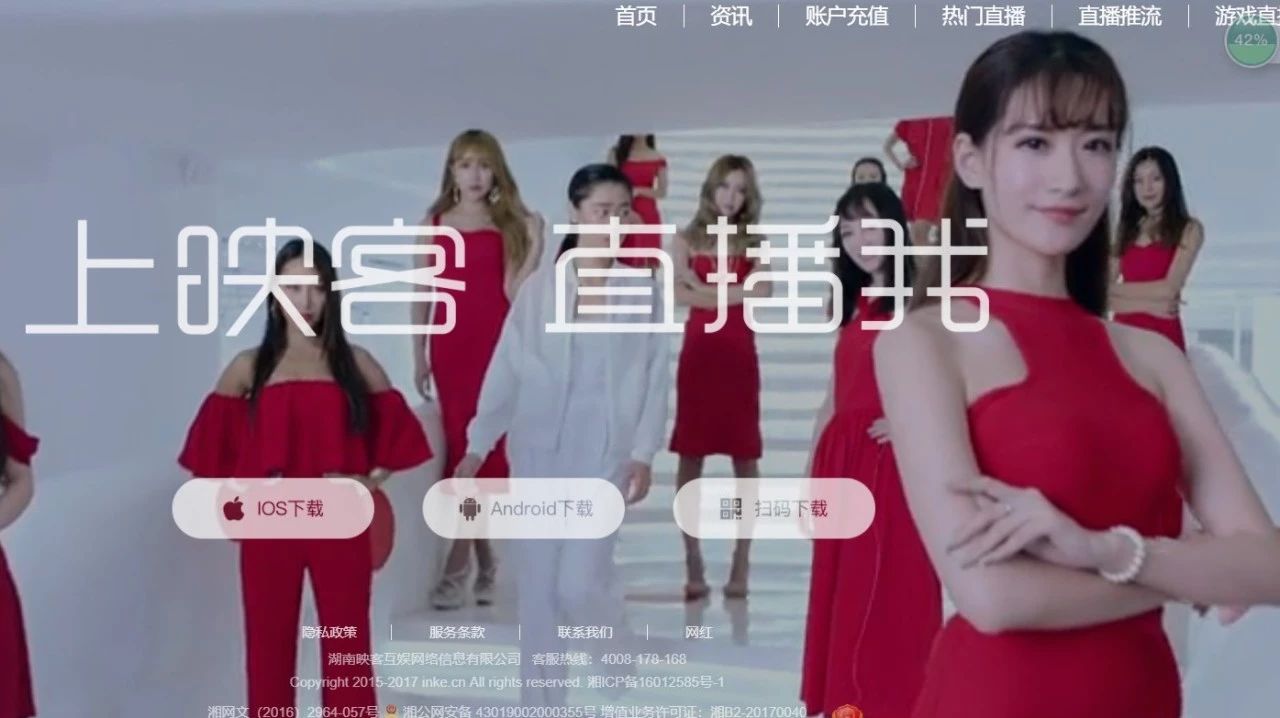 首页 | 资讯 | 账户充值 | 热门直播 | 直播推流 | 游戏直
42%
上映客 直播我
IOS下载 Android下载 扫码下载
隐私政策 | 服务条款 | 联系我们 | 网红
湖南映客互娱网络信息有限公司 客服热线：4008-178-168
Copyright 2015-2017 inke.cn All rights reserved. 湘ICP备16012585号-1
湘网文（2016）2964-057号 湘公网安备 43019002000355号 增值业务许可证：湘B2-20170040